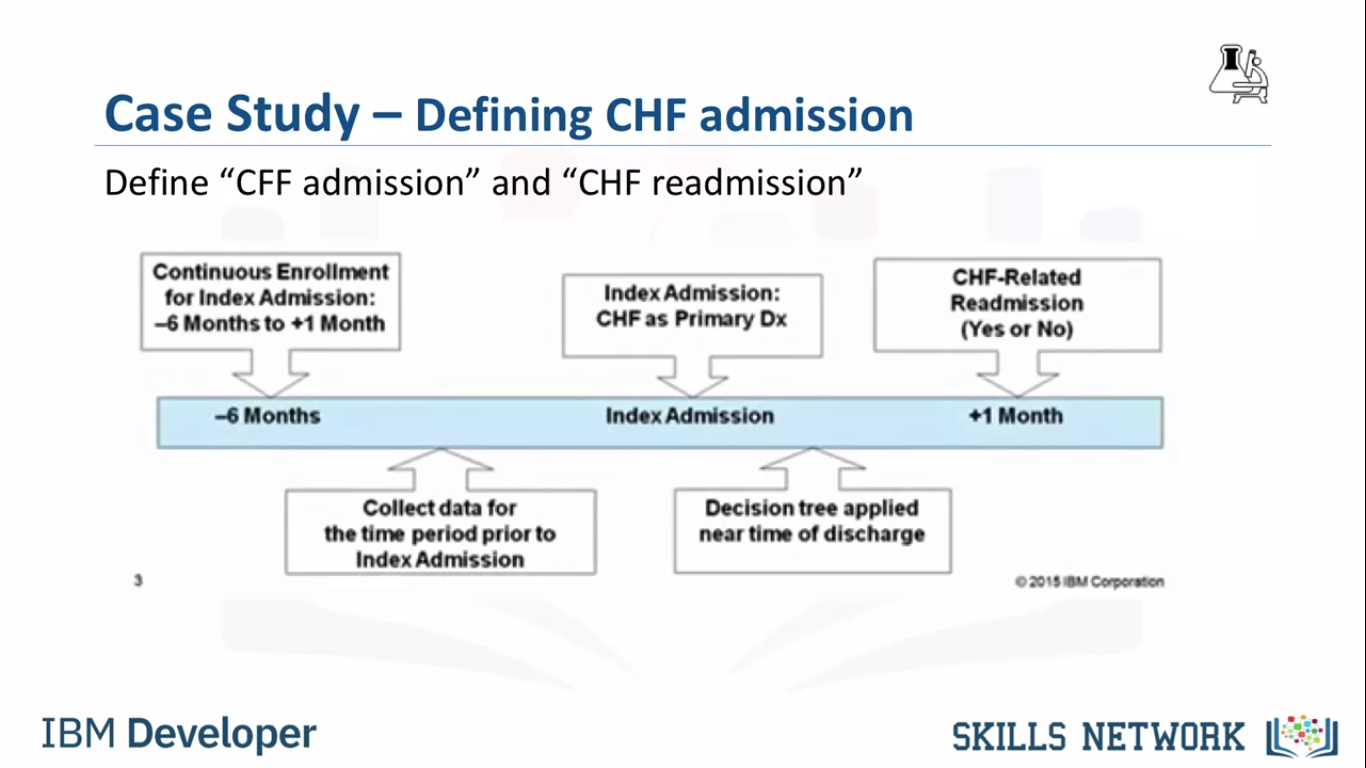 Case Study – Defining CHF admission
Define “CFF admission” and “CHF readmission”
Continuous Enrollment
for Index Admission:
–6 Months to +1 Month
Index Admission:
CHF as Primary Dx
CHF-Related
Readmission
(Yes or No)
–6 Months
Index Admission
+1 Month
Collect data for
the time period prior to
Index Admission
Decision tree applied
near time of discharge
3
© 2015 IBM Corporation
IBM Developer
SKILLS NETWORK